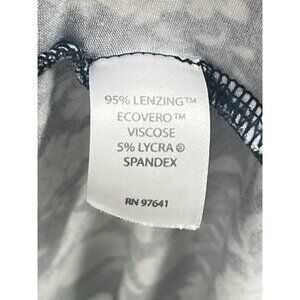 95% LENZING™
ECOVERO™
VISCOSE
5% LYCRA®
SPANDEX
RN 97641